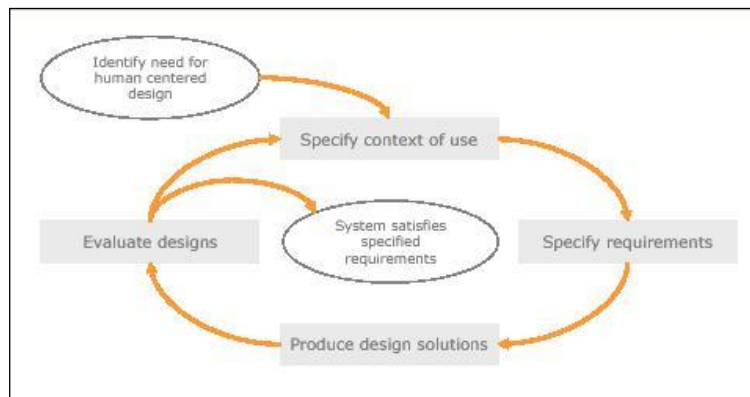 Identify need for
human centered
design
Specify context of use
System satisfies
specified
requirements
Evaluate designs
Specify requirements
Produce design solutions